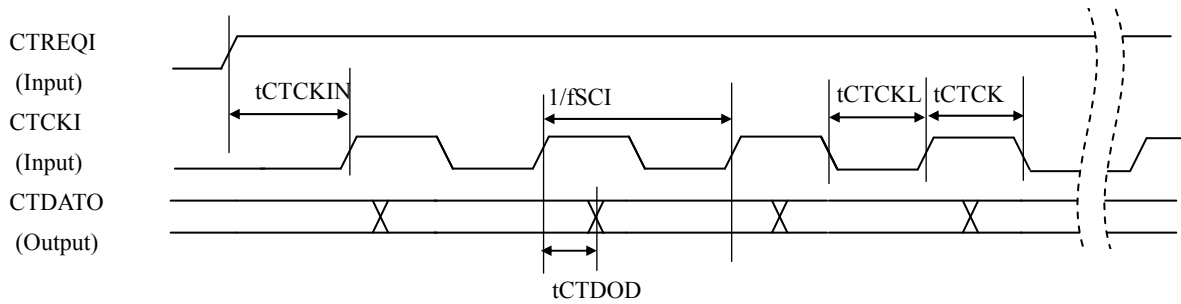 CTREQI
(Input)
tCTCKIN
1/fSCI
tCTCKL
tCTCK
CTCKI
(Input)
CTDATO
(Output)
tCTDOD